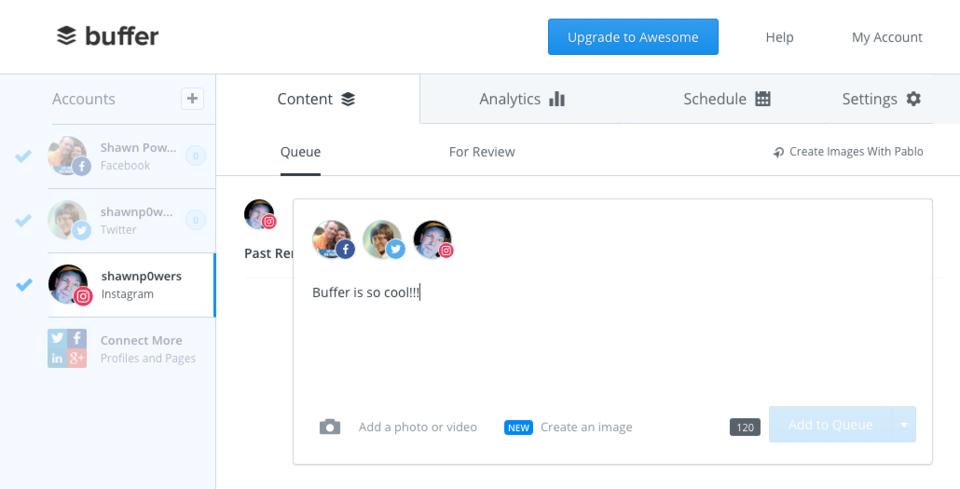 buffer
Upgrade to Awesome
Help
My Account
Accounts
+
Content
Analytics
Schedule
Settings
Queue
For Review
Create Images With Pablo
Shawn Pow...
Facebook
0
shawnp0w...
Twitter
0
shawnp0wers
Instagram
Connect More
Profiles and Pages
Past
Buffer is so cool!!!
Add a photo or video
NEW Create an image
120
Add to Queue